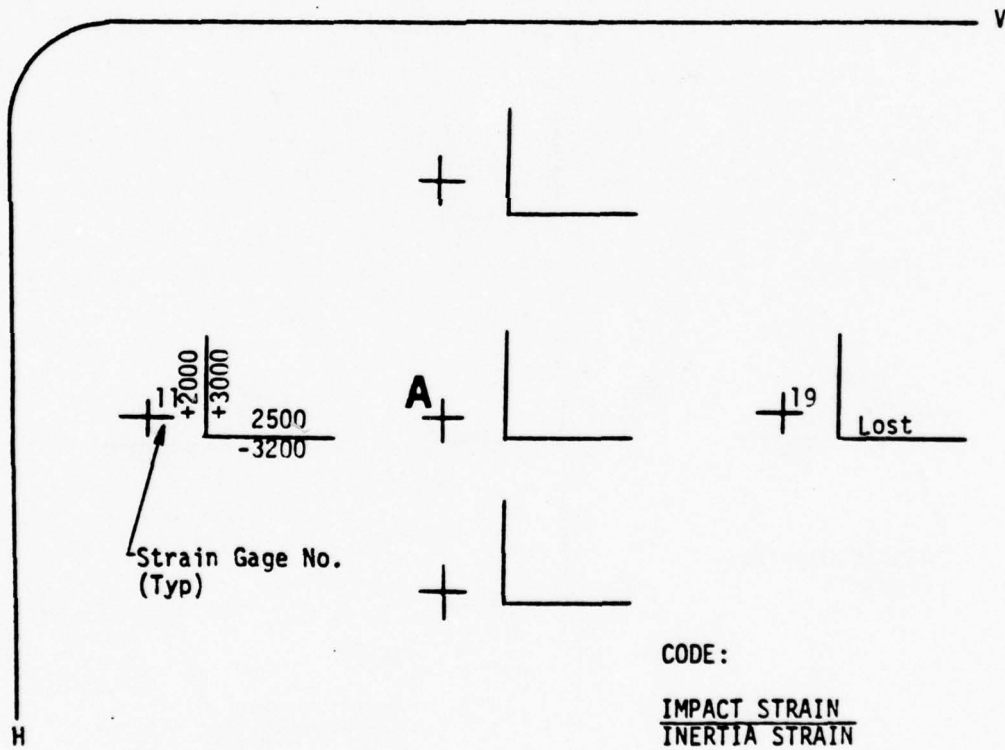 V
11
+2000
+3000
2500
-3200
A
19
Lost
Strain Gage No.
(Typ)
CODE:
IMPACT STRAIN
INERTIA STRAIN
H